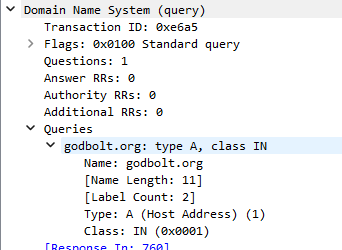 Domain Name System (query)
Transaction ID: 0xe6a5
Flags: 0x0100 Standard query
Questions: 1
Answer RRs: 0
Authority RRs: 0
Additional RRs: 0
Queries
godbolt.org: type A, class IN
Name: godbolt.org
[Name Length: 11]
[Label Count: 2]
Type: A (Host Address) (1)
Class: IN (0x0001)
[Response In: 760]